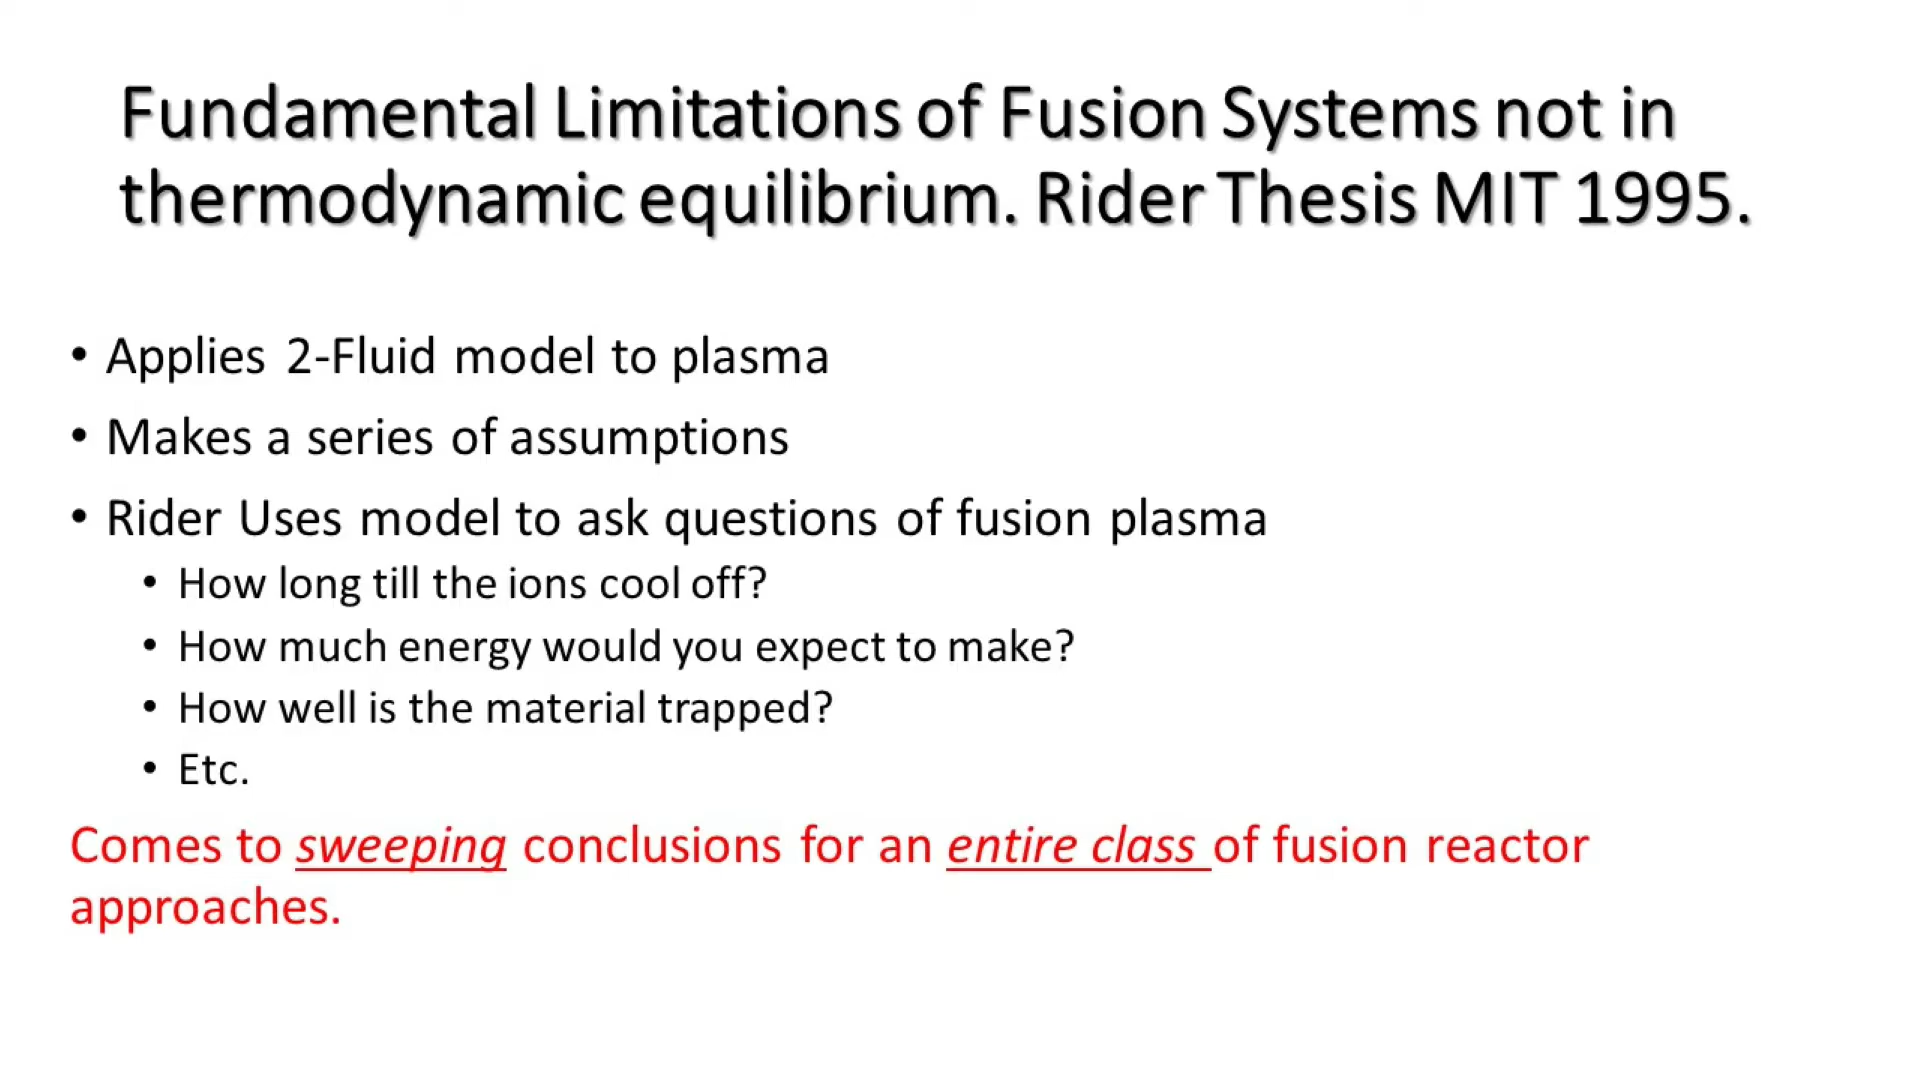 Fundamental Limitations of Fusion Systems not in
thermodynamic equilibrium. Rider Thesis MIT 1995.
• Applies 2-Fluid model to plasma
• Makes a series of assumptions
• Rider Uses model to ask questions of fusion plasma
• How long till the ions cool off?
• How much energy would you expect to make?
• How well is the material trapped?
• Etc.
Comes to sweeping conclusions for an entire class of fusion reactor
approaches.